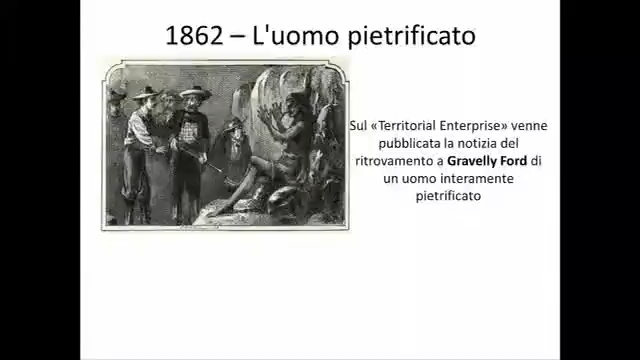 1862 – L'uomo pietrificato
Sul «Territorial Enterprise» venne
pubblicata la notizia del
ritrovamento a Gravelly Ford di
un uomo interamente
pietrificato